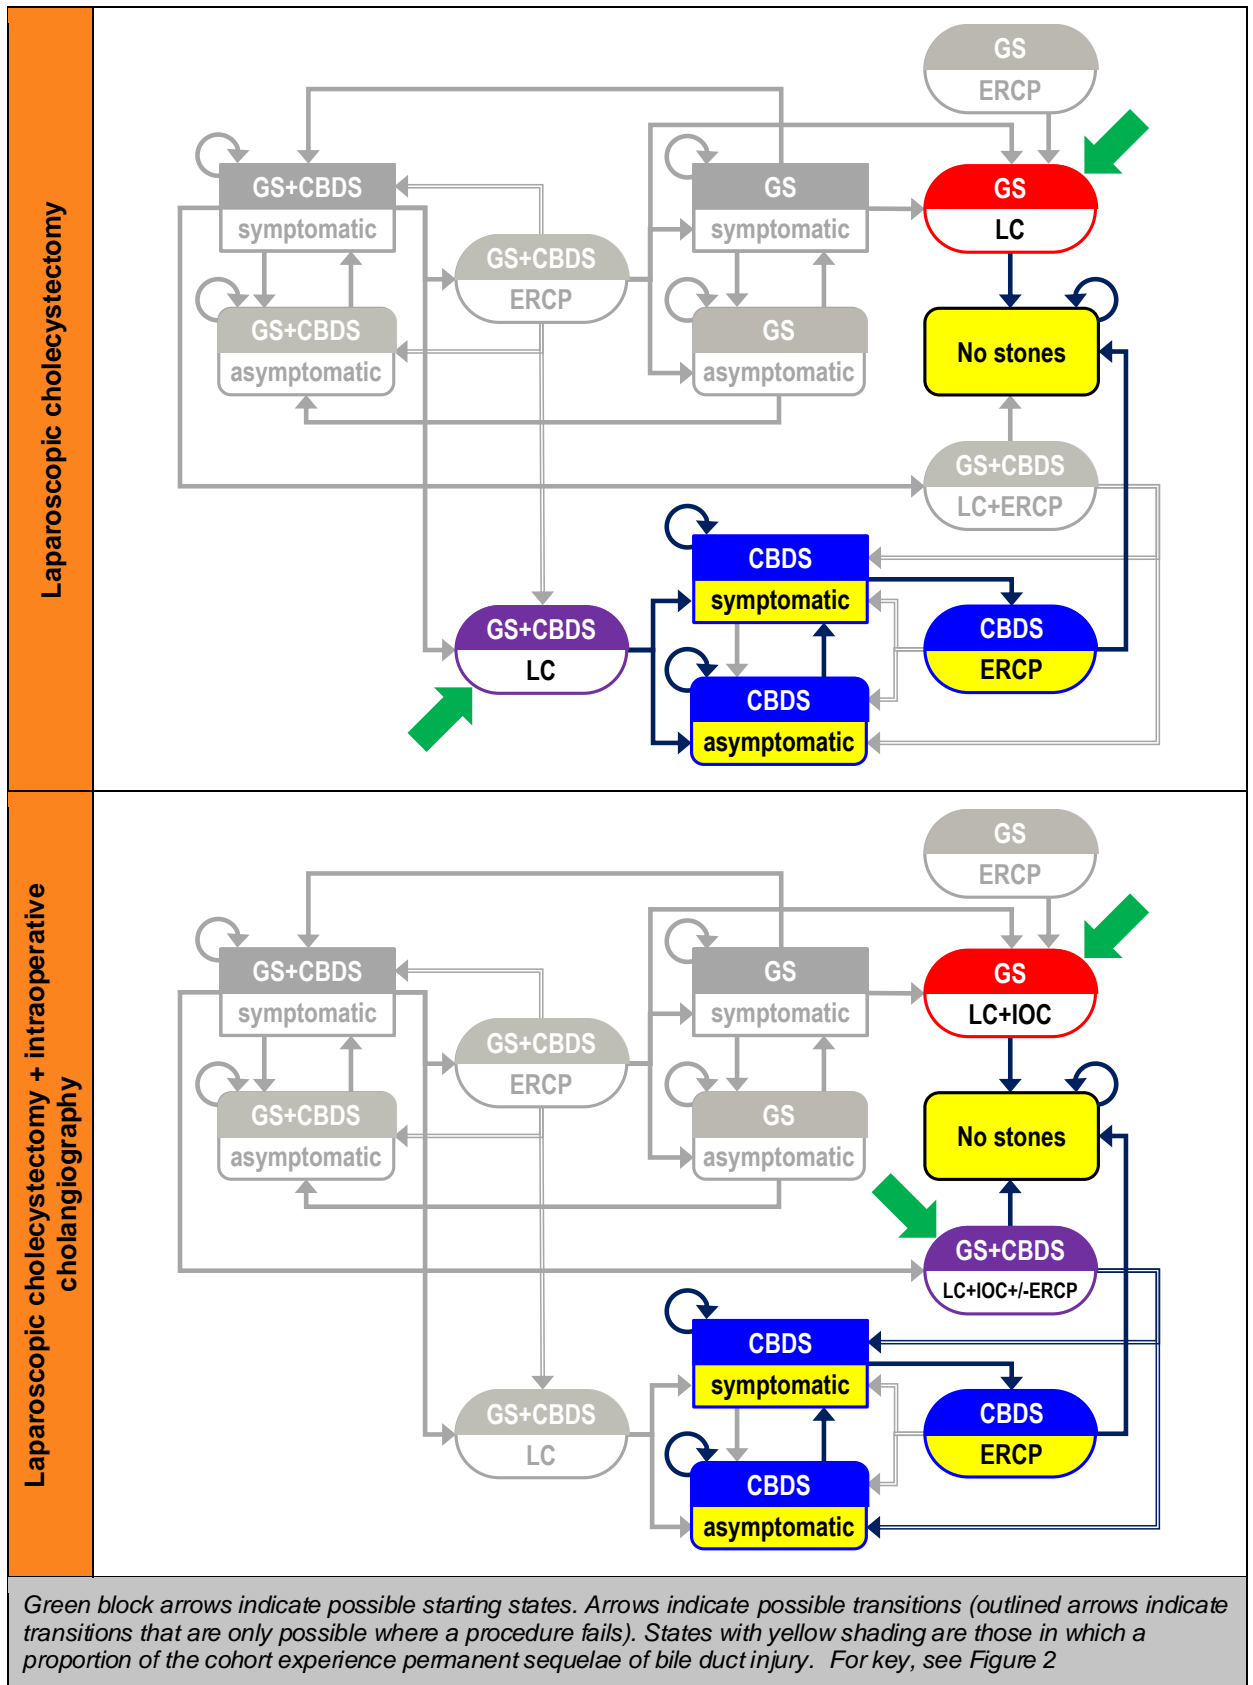 Laparoscopic cholecystectomy
GS
ERCP
GS+CBDS
symptomatic
GS
symptomatic
GS
LC
GS+CBDS
ERCP
GS+CBDS
asymptomatic
GS
asymptomatic
No stones
GS+CBDS
LC+ERCP
CBDS
symptomatic
GS+CBDS
LC
CBDS
ERCP
CBDS
asymptomatic
Laparoscopic cholecystectomy + intraoperative
cholangiography
GS
ERCP
GS+CBDS
symptomatic
GS
symptomatic
GS
LC+IOC
GS+CBDS
ERCP
GS+CBDS
asymptomatic
GS
asymptomatic
No stones
GS+CBDS
LC+IOC+/-ERCP
CBDS
symptomatic
GS+CBDS
LC
CBDS
ERCP
CBDS
asymptomatic
Green block arrows indicate possible starting states. Arrows indicate possible transitions (outlined arrows indicate
transitions that are only possible where a procedure fails). States with yellow shading are those in which a
proportion of the cohort experience permanent sequelae of bile duct injury. For key, see Figure 2